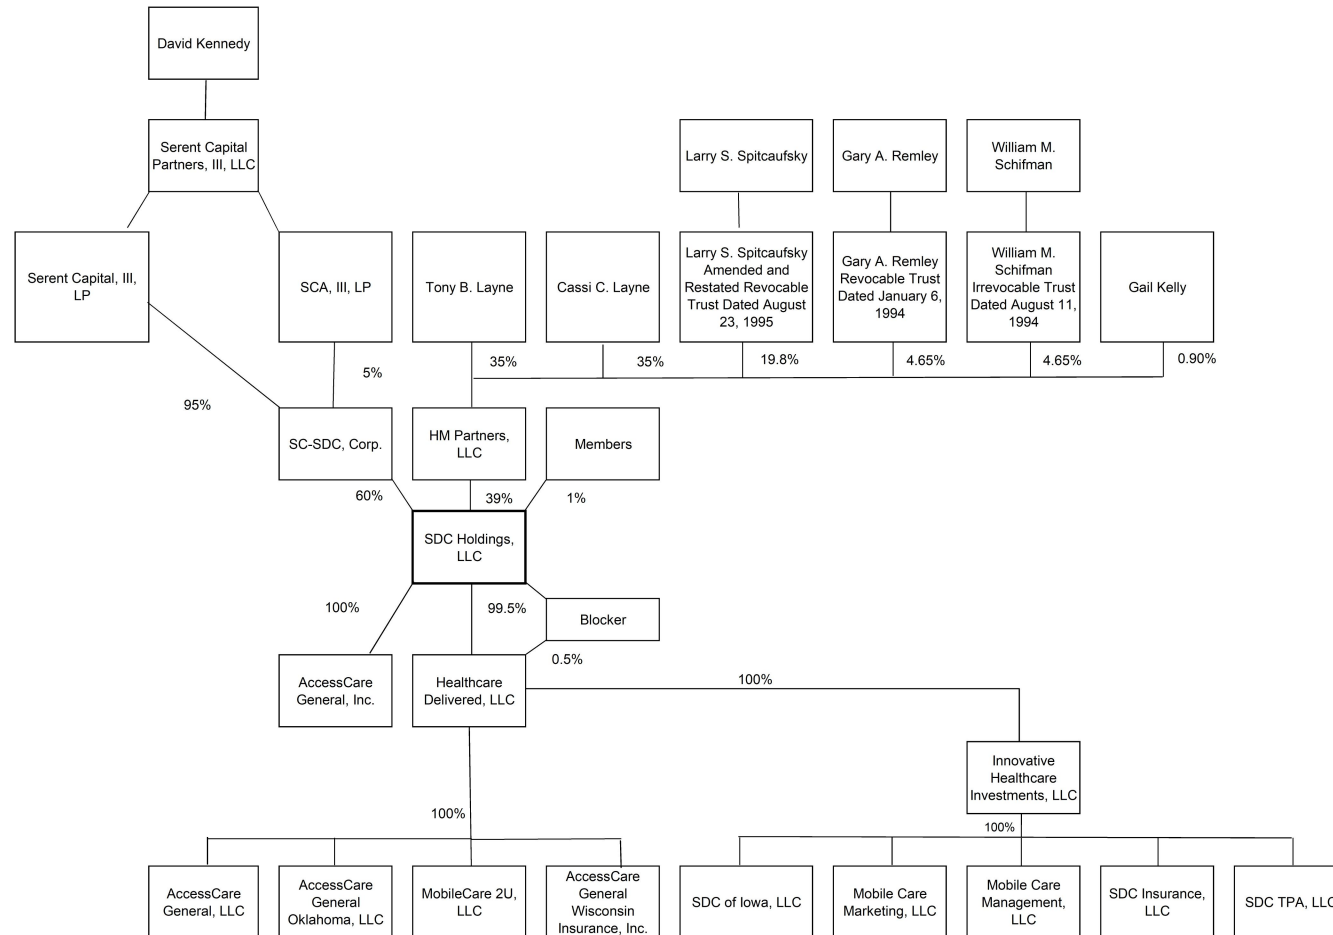 David Kennedy
Serent Capital
Partners, III, LLC
Larry S. Spitcaufsky
Gary A. Remley
William M.
Schifman
Serent Capital, III,
LP
SCA, III, LP
Tony B. Layne
Cassi C. Layne
Larry S. Spitcaufsky
Amended and
Restated Revocable
Trust Dated August
23, 1995
Gary A. Remley
Revocable Trust
Dated January 6,
1994
William M.
Schifman
Irrevocable Trust
Dated August 11,
1994
Gail Kelly
95%
5%
35%
35%
19.8%
4.65%
4.65%
0.90%
SC-SDC, Corp.
HM Partners,
LLC
Members
60%
39%
1%
SDC Holdings,
LLC
100%
99.5%
Blocker
0.5%
AccessCare
General, Inc.
Healthcare
Delivered, LLC
100%
Innovative
Healthcare
Investments, LLC
100%
100%
AccessCare
General, LLC
AccessCare
General
Oklahoma, LLC
MobileCare 2U,
LLC
AccessCare
General
Wisconsin
Insurance, Inc.
SDC of Iowa, LLC
Mobile Care
Marketing, LLC
Mobile Care
Management,
LLC
SDC Insurance,
LLC
SDC TPA, LLC